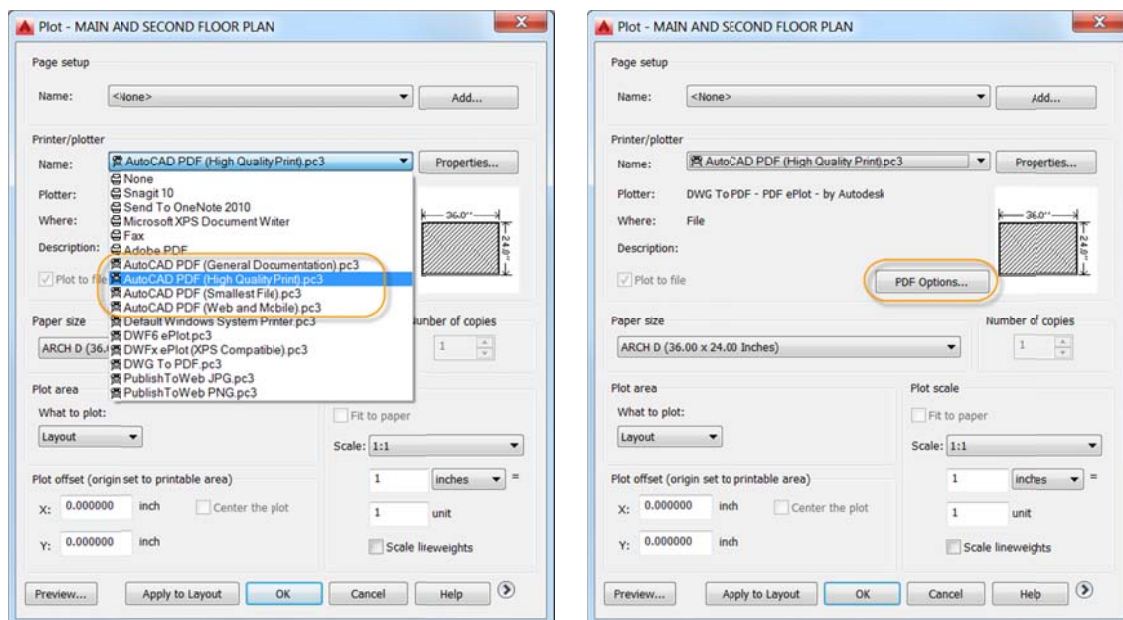 Plot - MAIN AND SECOND FLOOR PLAN
Page setup
Name: <None> Add...
Printer/plotter
Name: AutoCAD PDF (High Quality Print).pc3 Properties...
None
Plotter: Snagit 10
Send To OneNote 2010
Where: Microsoft XPS Document Writer
Fax
Description: Adobe PDF
AutoCAD PDF (General Documentation).pc3
Plot to file AutoCAD PDF (High Quality Print).pc3
AutoCAD PDF (Smallest File).pc3
AutoCAD PDF (Web and Mobile).pc3
36.0''
24.0''
Paper size Default Windows System Printer.pc3 Number of copies
DWF6 ePlot.pc3
ARCH D (36. DWFx ePlot (XPS Compatible).pc3 1
DWG To PDF.pc3
PublishToWeb JPG.pc3
Plot area PublishToWeb PNG.pc3
What to plot: Fit to paper
Layout Scale: 1:1
Plot offset (origin set to printable area) 1 inches =
X: 0.000000 inch Center the plot 1 unit
Y: 0.000000 inch Scale lineweights
Preview... Apply to Layout OK Cancel Help
Plot - MAIN AND SECOND FLOOR PLAN
Page setup
Name: <None> Add...
Printer/plotter
Name: AutoCAD PDF (High Quality Print).pc3 Properties...
Plotter: DWG To PDF - PDF ePlot - by Autodesk
Where: File
36.0''
24.0''
Description:
Plot to file PDF Options...
Paper size Number of copies
ARCH D (36.00 x 24.00 Inches) 1
Plot area Plot scale
What to plot: Fit to paper
Layout Scale: 1:1
Plot offset (origin set to printable area) 1 inches =
X: 0.000000 inch Center the plot 1 unit
Y: 0.000000 inch Scale lineweights
Preview... Apply to Layout OK Cancel Help